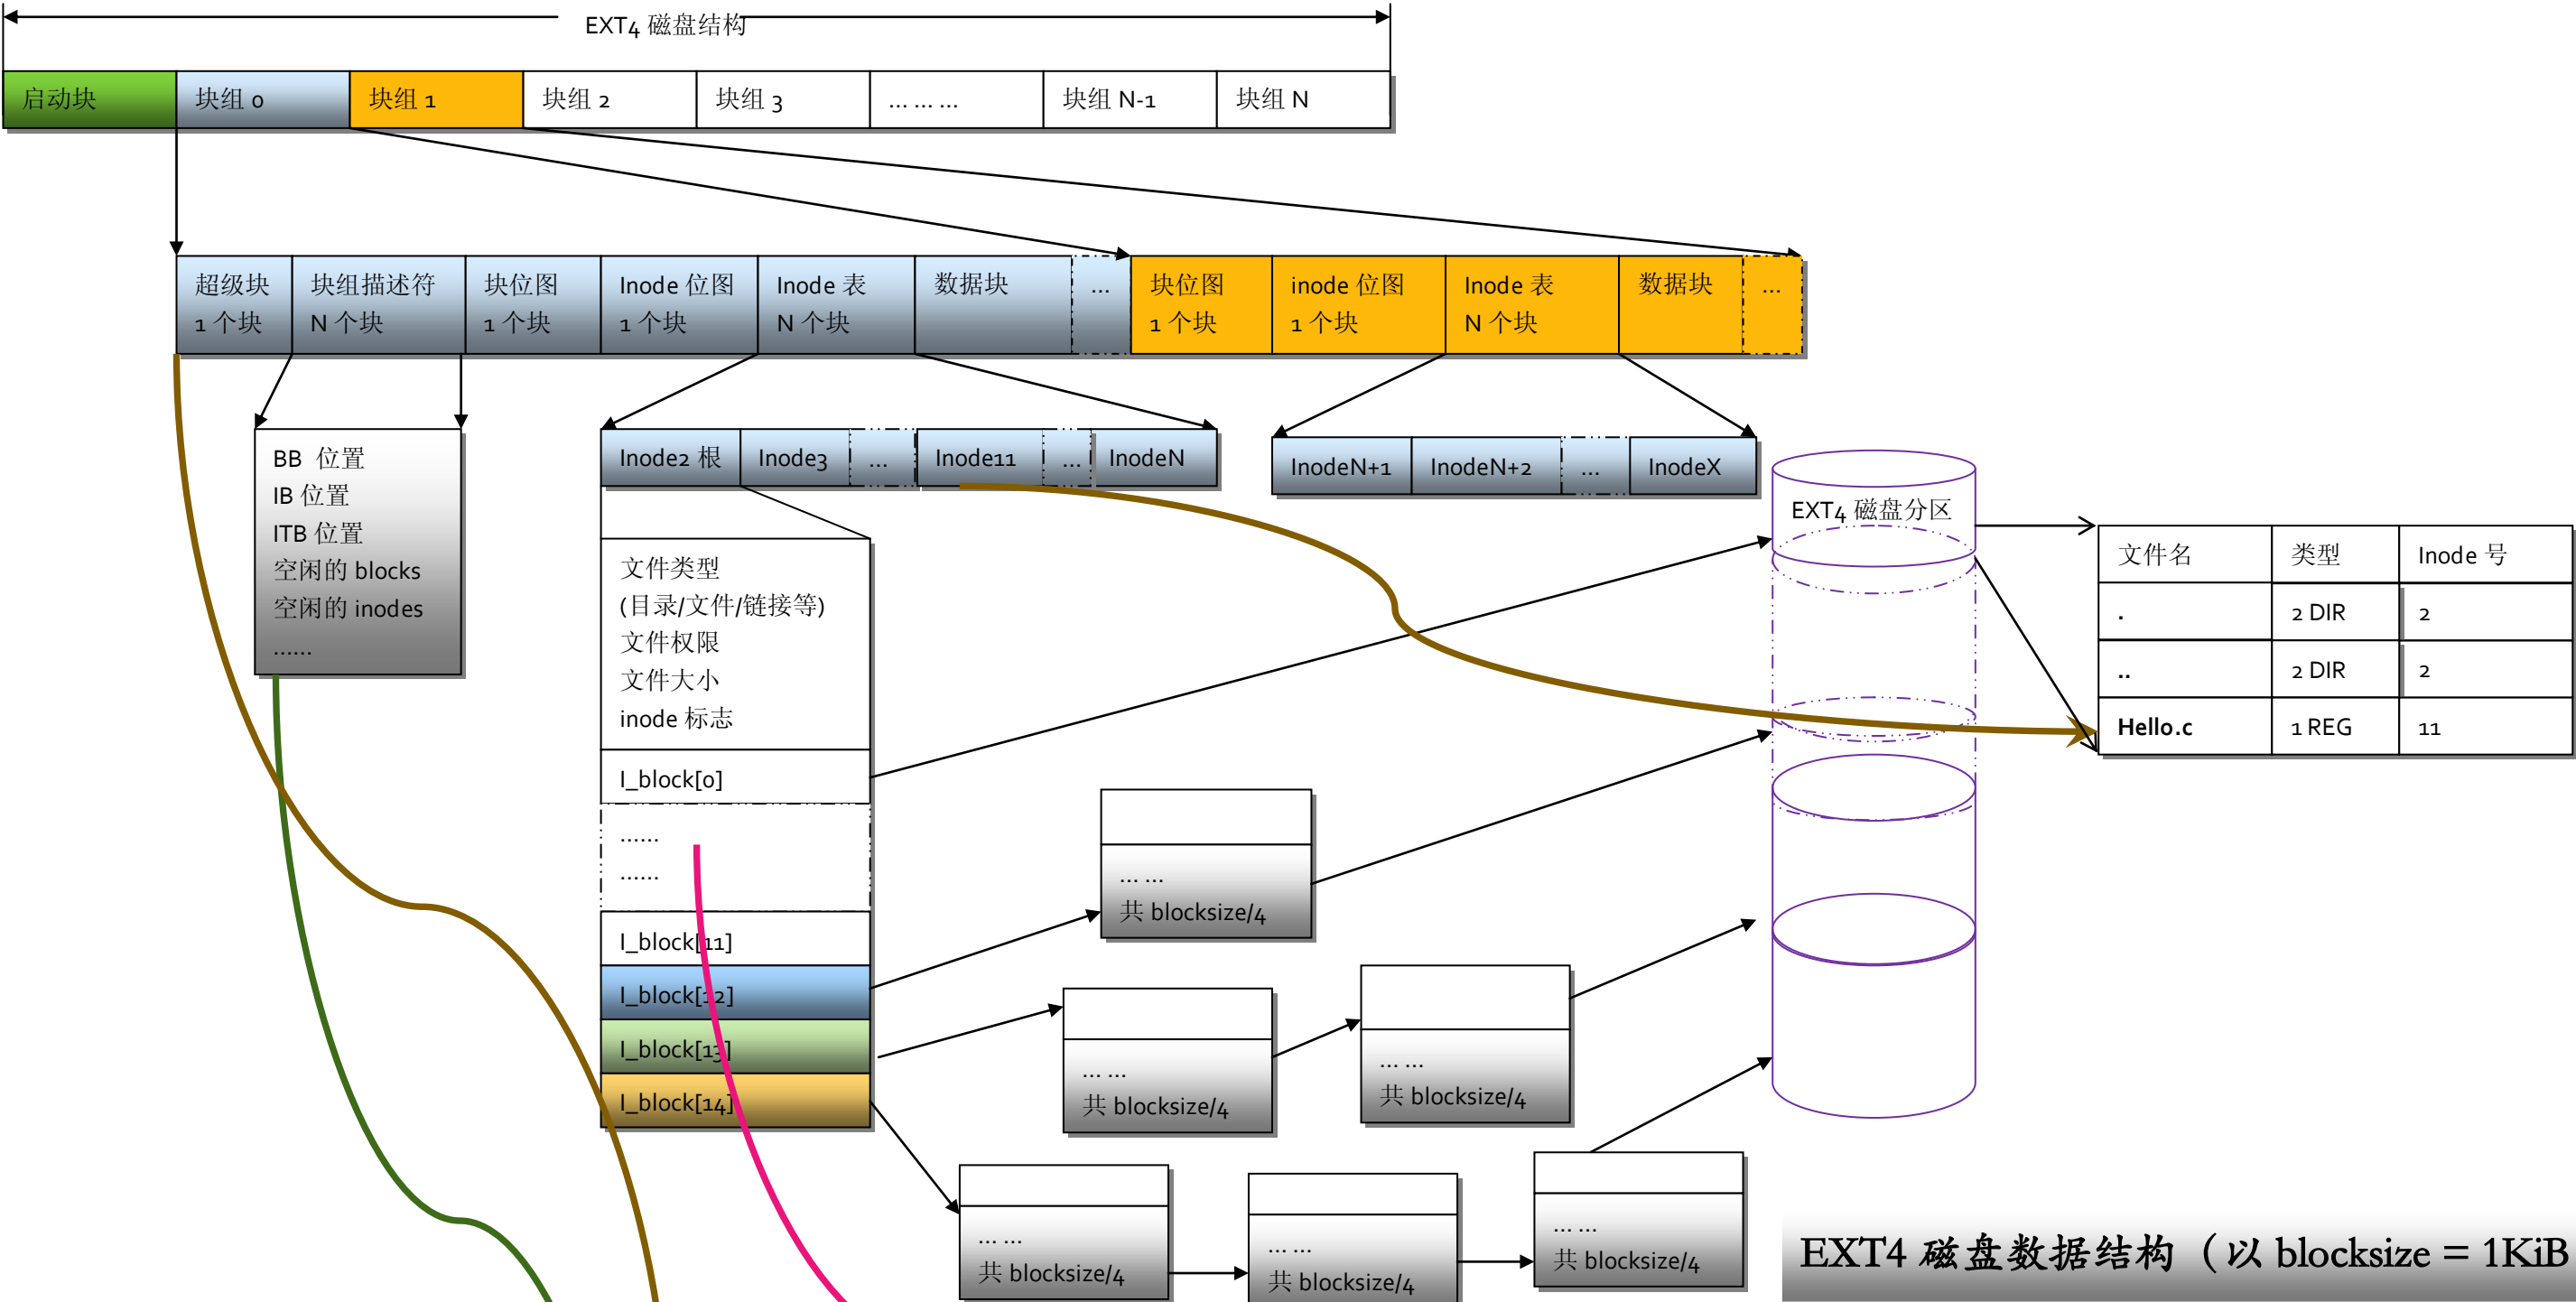 EXT4 磁盘结构
启动块
块组 0
块组 1
块组 2
块组 3
... ... ...
块组 N-1
块组 N
超级块
1 个块
块组描述符
N 个块
块位图
1 个块
Inode 位图
1 个块
Inode 表
N 个块
数据块
...
块位图
1 个块
inode 位图
1 个块
Inode 表
N 个块
数据块
...
BB 位置
IB 位置
ITB 位置
空闲的 blocks
空闲的 inodes
......
Inode2 根
Inode3
...
Inode11
...
InodeN
InodeN+1
InodeN+2
...
InodeX
EXT4 磁盘分区
文件名
类型
Inode 号
.
2 DIR
2
..
2 DIR
2
Hello.c
1 REG
11
文件类型
(目录/文件/链接等)
文件权限
文件大小
inode 标志
I_block[0]
......
......
I_block[11]
I_block[12]
I_block[13]
I_block[14]
... ...
共 blocksize/4
... ...
共 blocksize/4
... ...
共 blocksize/4
... ...
共 blocksize/4
... ...
共 blocksize/4
... ...
共 blocksize/4
EXT4 磁盘数据结构（以 blocksize = 1KiB